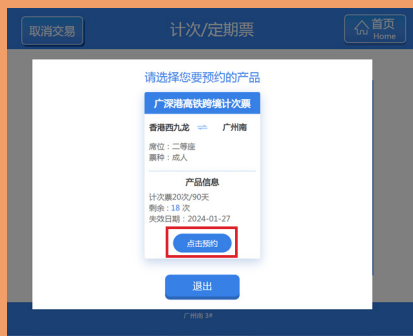 取消交易
计次/定期票
首页
Home
请选择您要预约的产品
广深港高铁跨境计次票
香港西九龙 ⇌ 广州南
席位：二等座
票种：成人
产品信息
计次票20次/90天
剩余：18 次
失效日期：2024-01-27
点击预约
退出
广州南 3#